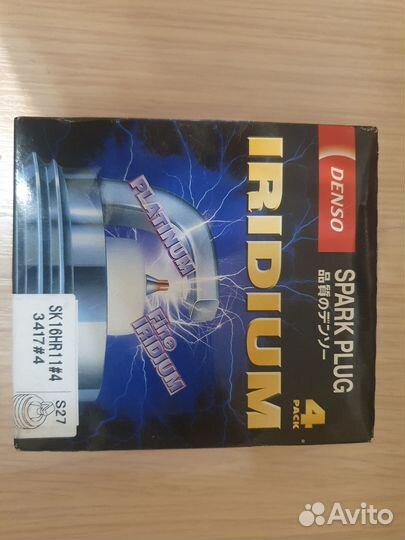 DENSO
SPARK PLUG
品質のデンソー
IRIDIUM
4
PACK
PLATINUM
IRIDIUM
SK16HR11#4
3417#4
S27
Avito